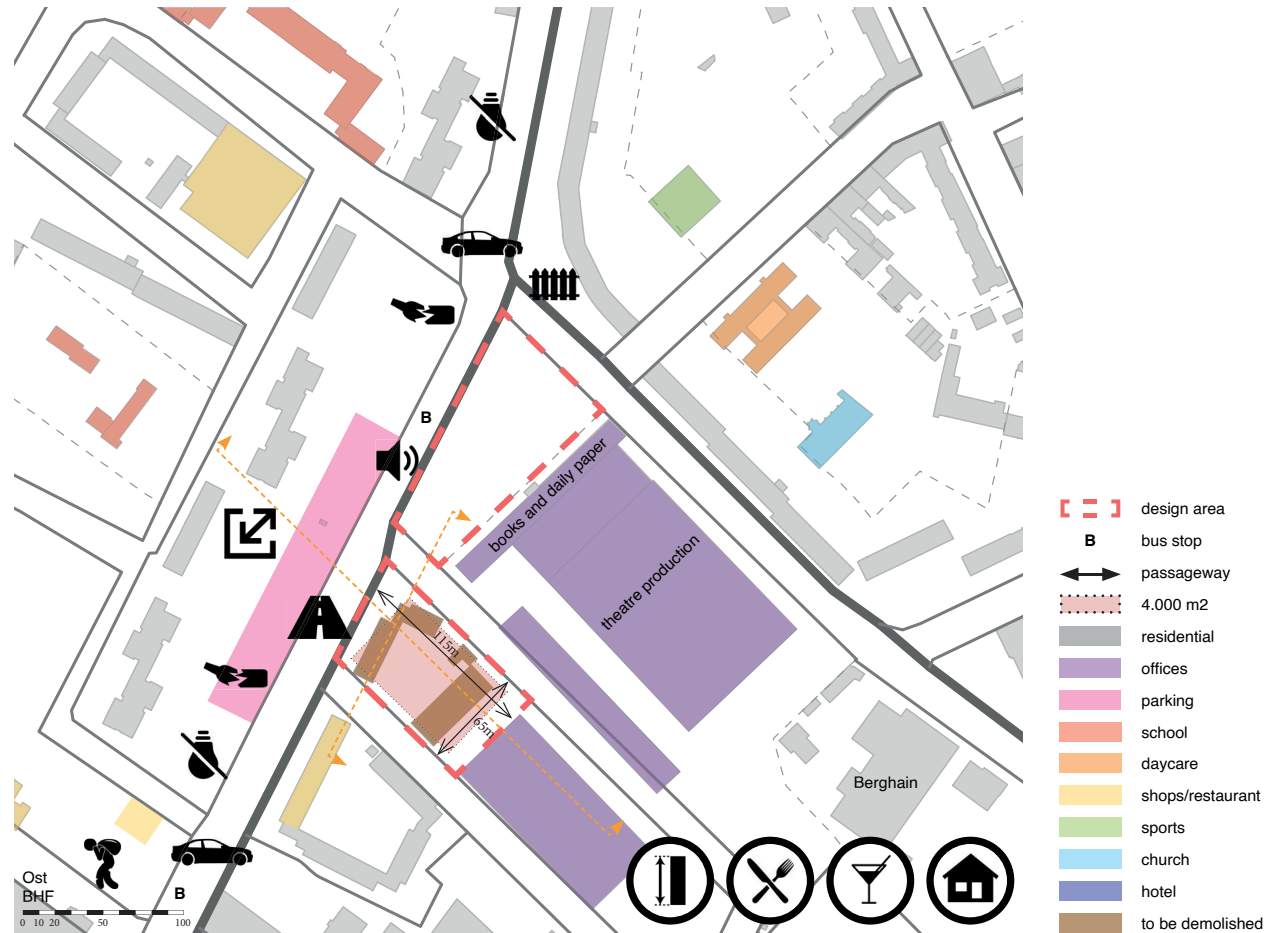 B
books and daily paper
theatre production
115m
65m
Berghain
Ost
BHF
B
0 10 20 50 100
design area
B bus stop
passageway
4.000 m2
residential
offices
parking
school
daycare
shops/restaurant
sports
church
hotel
to be demolished